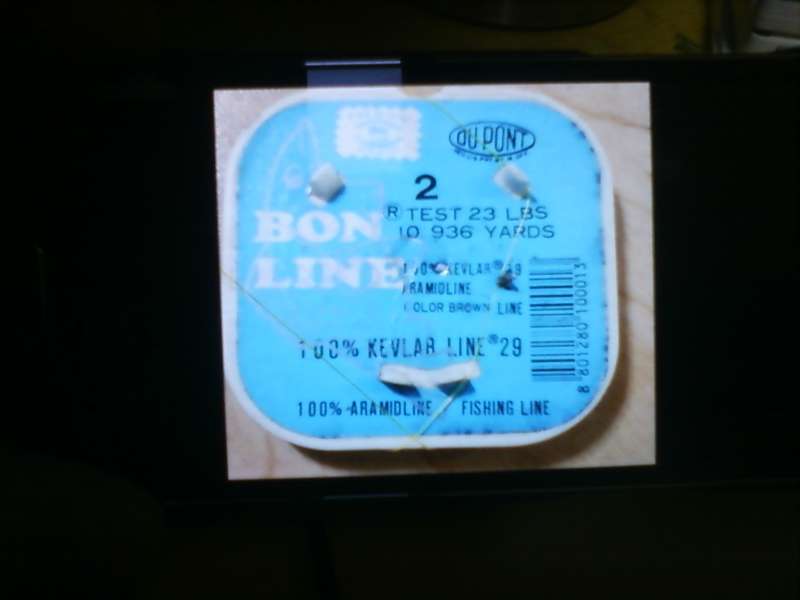 DU PONT
2
BON
LINE
® TEST 23 LBS
10 936 YARDS
100% KEVLAR® 29
ARAMIDLINE
COLOR BROWN LINE
100% KEVLAR LINE®29
100% ARAMIDLINE FISHING LINE
8 801280 100013